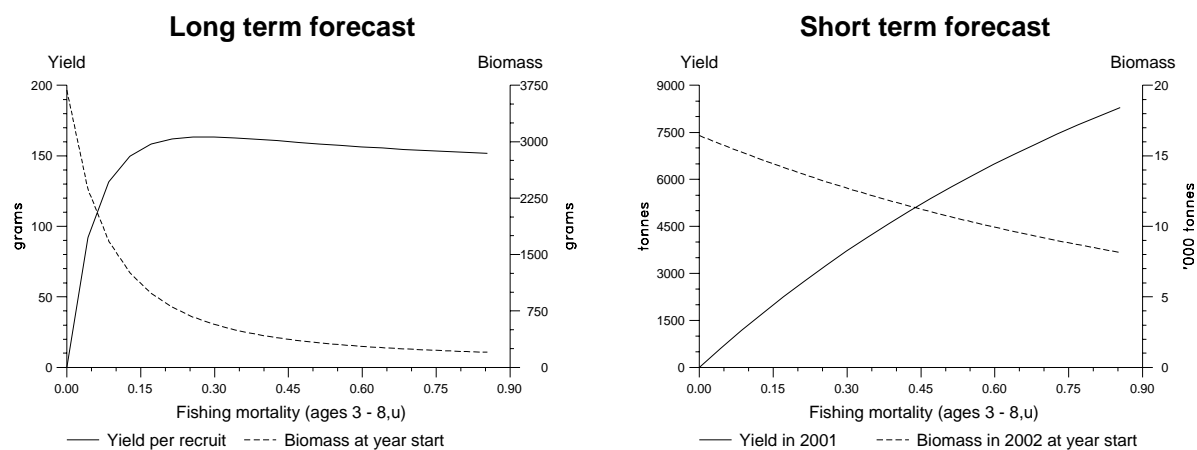 Long term forecast
Yield
Biomass
200
150
100
50
0
grams
3750
3000
2250
1500
750
0
grams
0.00 0.15 0.30 0.45 0.60 0.75 0.90
Fishing mortality (ages 3 - 8,u)
Yield per recruit Biomass at year start
Short term forecast
Yield
Biomass
9000
7500
6000
4500
3000
1500
0
tonnes
20
15
10
5
0
'000 tonnes
0.00 0.15 0.30 0.45 0.60 0.75 0.90
Fishing mortality (ages 3 - 8,u)
Yield in 2001 Biomass in 2002 at year start